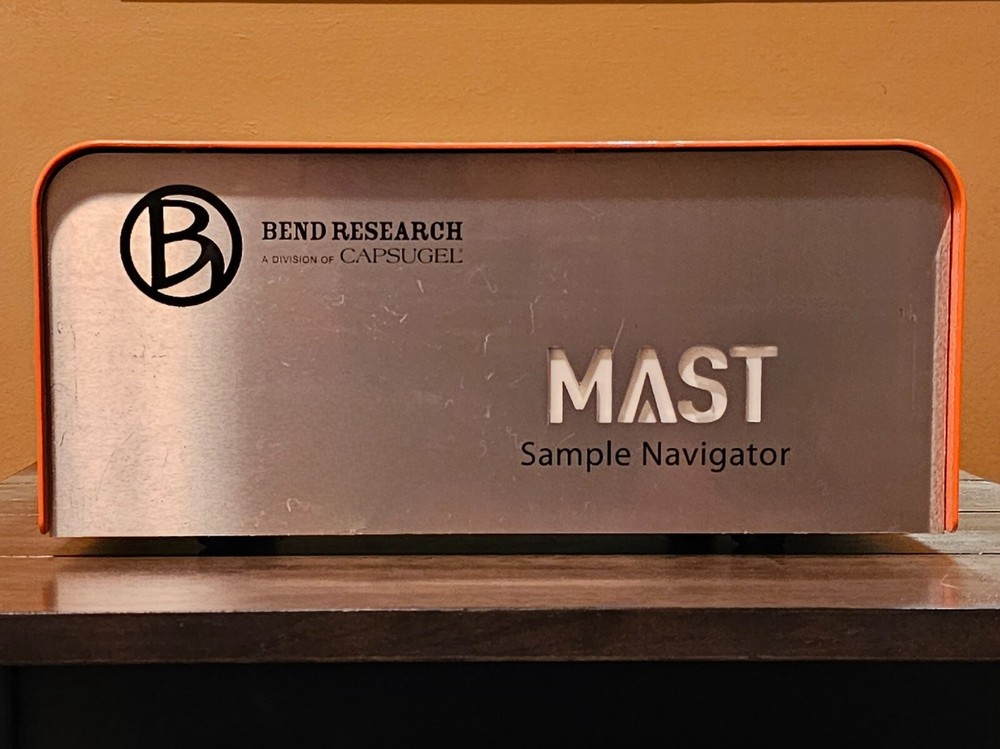 B
BEND RESEARCH
A DIVISION OF CAPSUGEL®
MAST
Sample Navigator